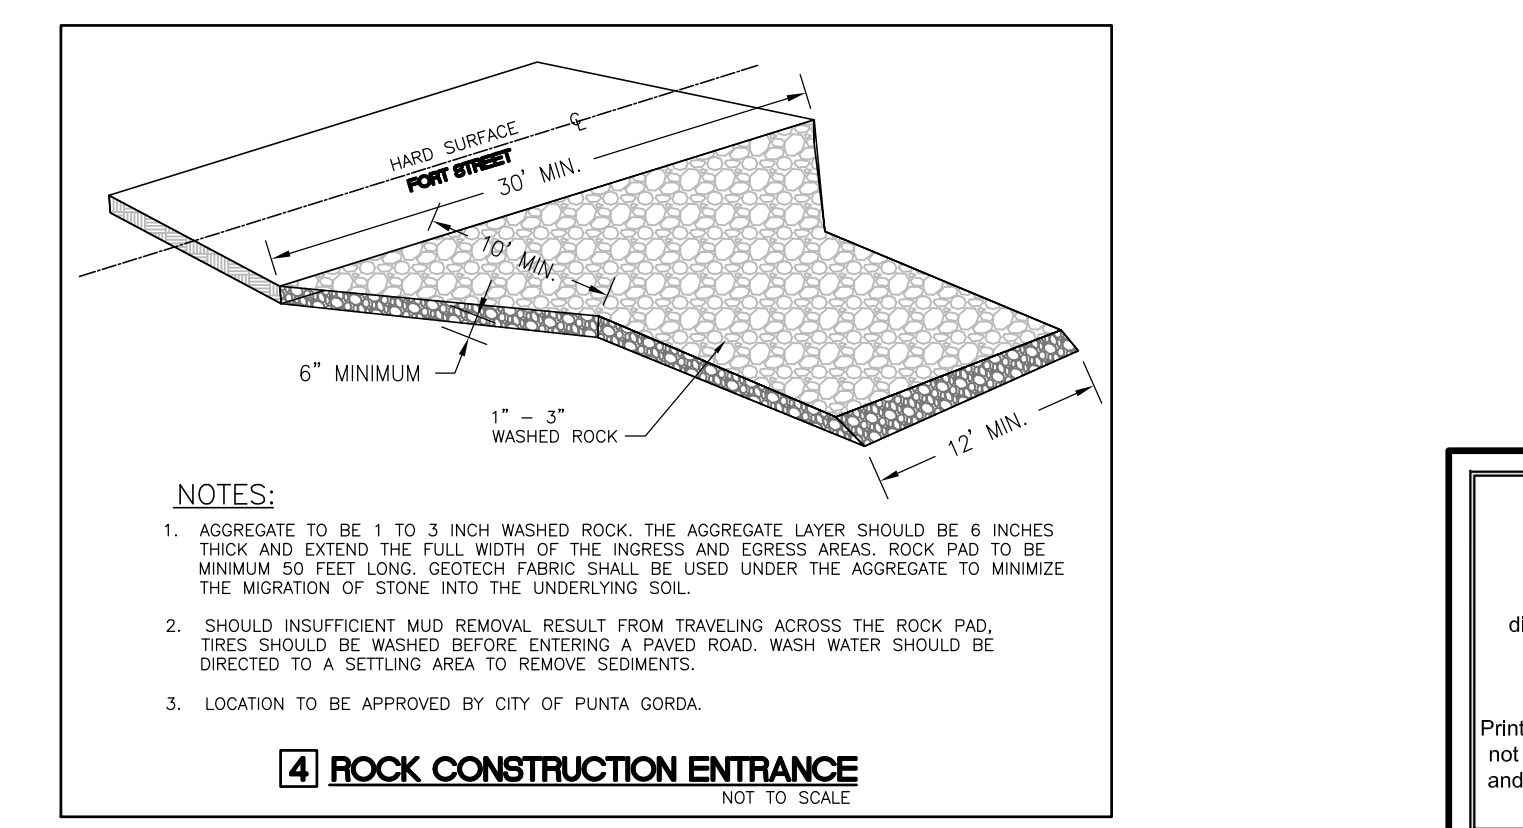 HARD SURFACE ℄
FORT STREET
30' MIN.
10' MIN.
6" MINIMUM
1" – 3"
WASHED ROCK
12' MIN.
NOTES:
1. AGGREGATE TO BE 1 TO 3 INCH WASHED ROCK. THE AGGREGATE LAYER SHOULD BE 6 INCHES
THICK AND EXTEND THE FULL WIDTH OF THE INGRESS AND EGRESS AREAS. ROCK PAD TO BE
MINIMUM 50 FEET LONG. GEOTECH FABRIC SHALL BE USED UNDER THE AGGREGATE TO MINIMIZE
THE MIGRATION OF STONE INTO THE UNDERLYING SOIL.
2. SHOULD INSUFFICIENT MUD REMOVAL RESULT FROM TRAVELING ACROSS THE ROCK PAD,
TIRES SHOULD BE WASHED BEFORE ENTERING A PAVED ROAD. WASH WATER SHOULD BE
DIRECTED TO A SETTLING AREA TO REMOVE SEDIMENTS.
3. LOCATION TO BE APPROVED BY CITY OF PUNTA GORDA.
4 ROCK CONSTRUCTION ENTRANCE
NOT TO SCALE
di
Print
not
and